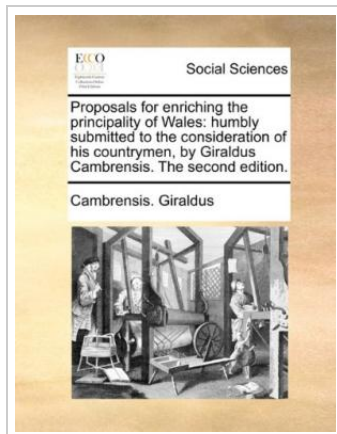 ECCO
Social Sciences
Proposals for enriching the
principality of Wales: humbly
submitted to the consideration of
his countrymen, by Giraldus
Cambrensis. The second edition.
Cambrensis. Giraldus